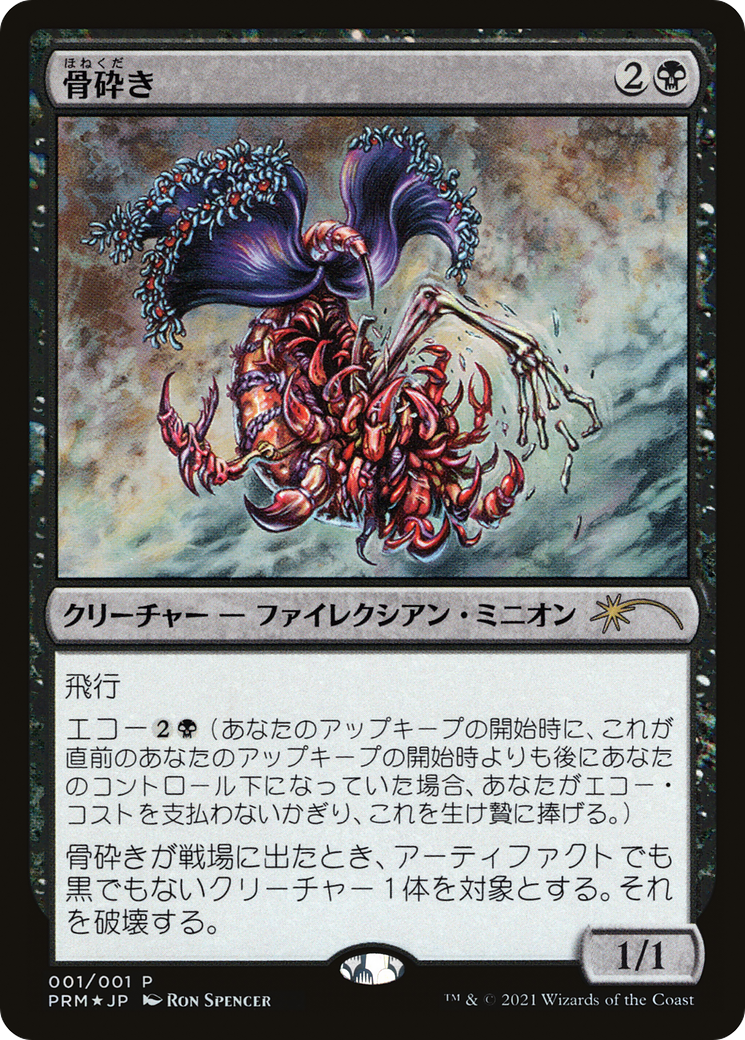 ほねくだ
骨砕き 2
クリーチャー — ファイレクシアン・ミニオン
飛行
エコー 2 (あなたのアップキープの開始時に、これが
直前のあなたのアップキープの開始時よりも後にあなた
のコントロール下になっていた場合、あなたがエコー・
コストを支払わないかぎり、これを生け贄に捧げる。)
骨砕きが戦場に出たとき、アーティファクトでも
黒でもないクリーチャー1体を対象とする。それ
を破壊する。
1/1
001/001 P
PRM★JP RON SPENCER
™ & © 2021 Wizards of the Coast